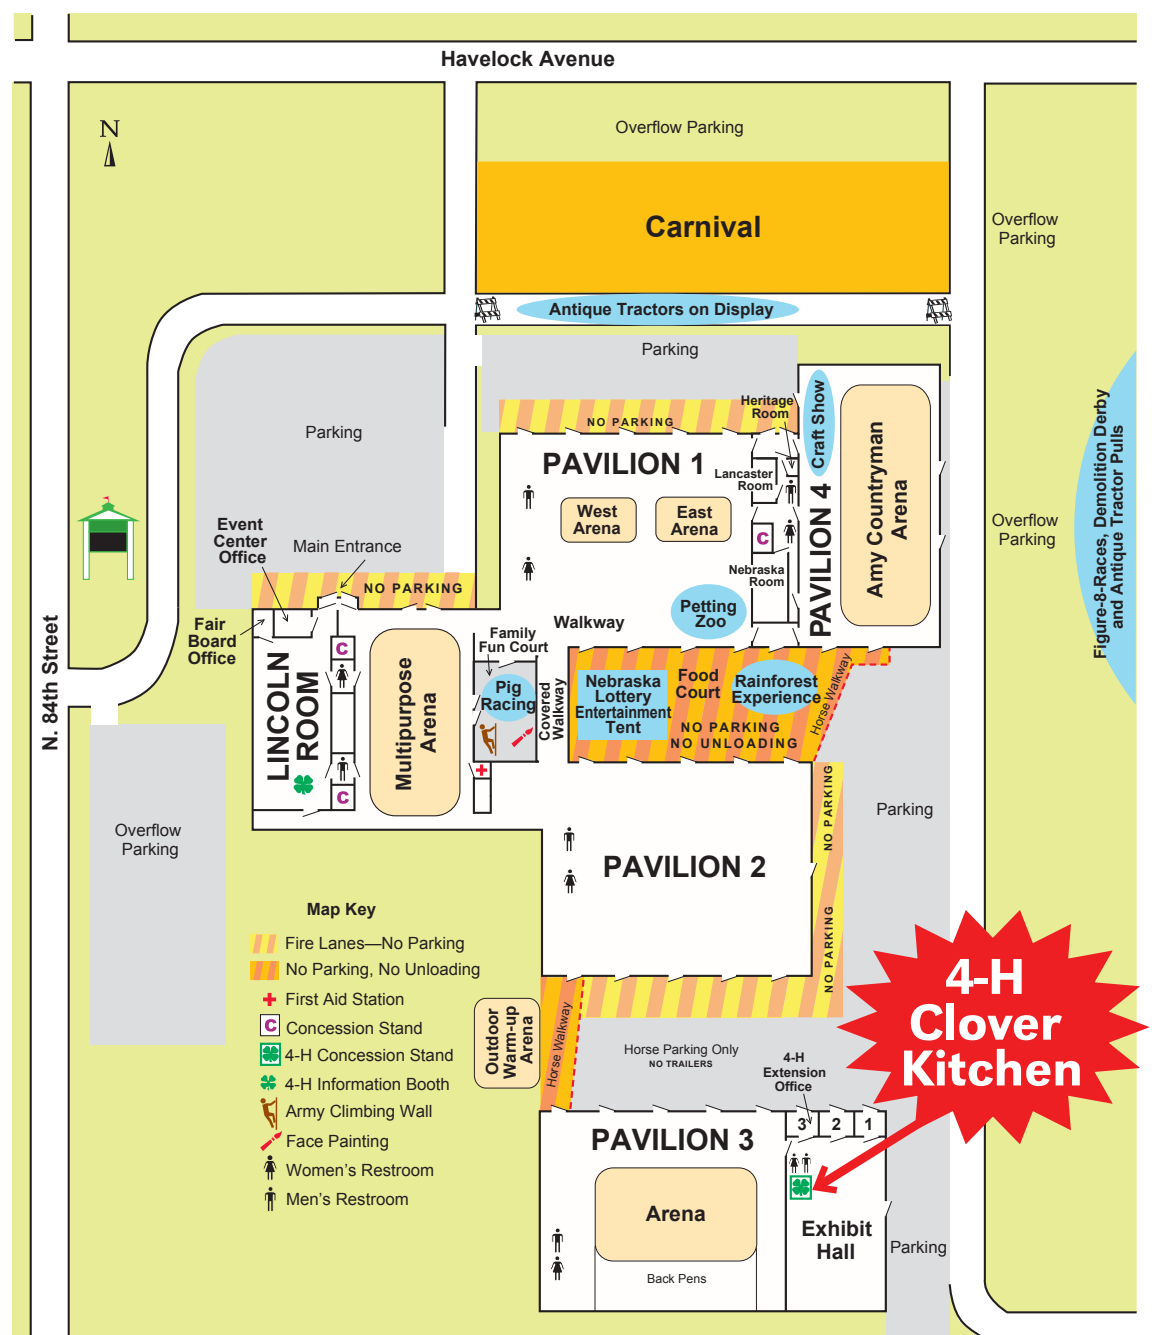 Havelock Avenue
N
Overflow Parking
Carnival
Overflow
Parking
Antique Tractors on Display
Parking
Parking
NO PARKING
Heritage
Room
Craft Show
PAVILION 1
Lancaster
Room
West
Arena
East
Arena
C
Nebraska
Room
PAVILION 4
Amy Countryman
Arena
Overflow
Parking
Figure-8-Races, Demolition Derby
and Antique Tractor Pulls
Event
Center
Office
Main Entrance
NO PARKING
Fair
Board
Office
N. 84th Street
LINCOLN
ROOM
C
C
Multipurpose
Arena
Family
Fun Court
Pig
Racing
Covered
Walkway
Walkway
Petting
Zoo
Nebraska
Lottery
Entertainment
Tent
Food
Court
Rainforest
Experience
NO PARKING
NO UNLOADING
Horse Walkway
Overflow
Parking
PAVILION 2
NO PARKING
NO PARKING
Parking
Map Key
Fire Lanes—No Parking
No Parking, No Unloading
First Aid Station
C Concession Stand
4-H Concession Stand
4-H Information Booth
Army Climbing Wall
Face Painting
Women's Restroom
Men's Restroom
Outdoor
Warm-up
Arena
Horse Walkway
Horse Parking Only
NO TRAILERS
4-H
Extension
Office
4-H
Clover
Kitchen
3 2 1
PAVILION 3
Arena
Back Pens
Exhibit
Hall
Parking